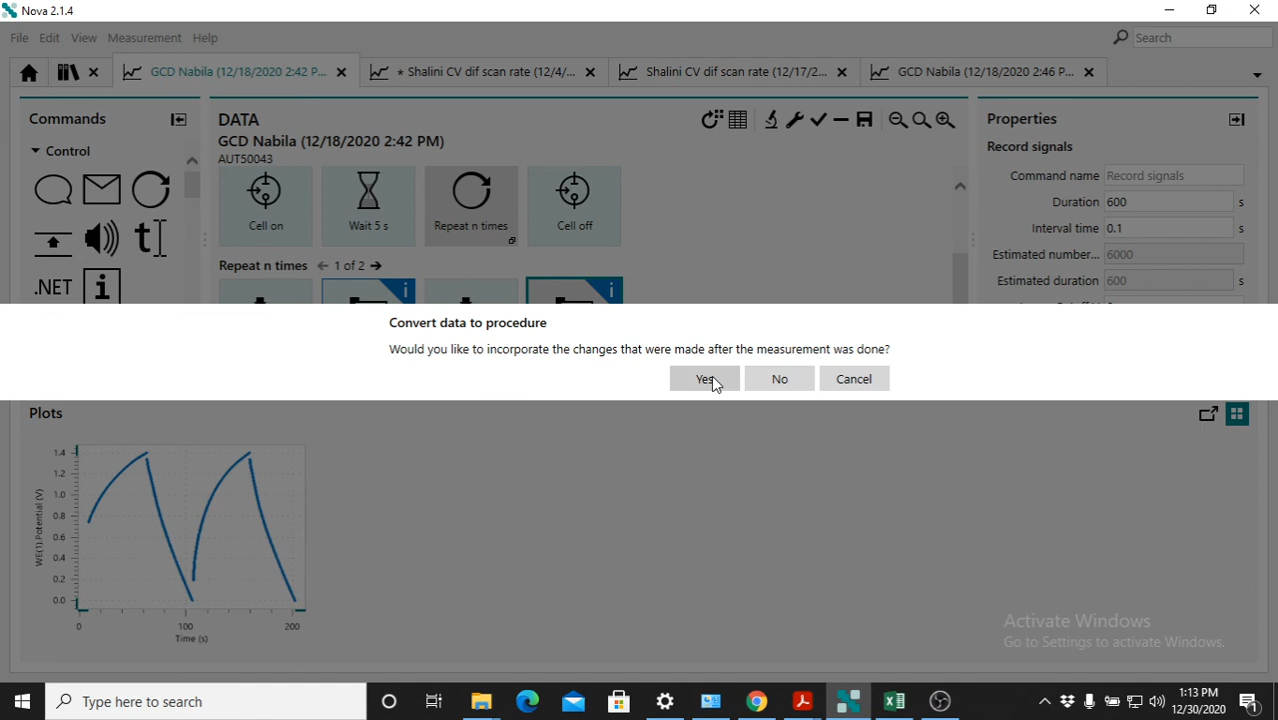 Nova 2.1.4
File Edit View Measurement Help
Search
GCD Nabila (12/18/2020 2:42 P...
* Shalini CV dif scan rate (12/4/...
Shalini CV dif scan rate (12/17/2...
GCD Nabila (12/18/2020 2:46 P...
Commands
Control
.NET
DATA
GCD Nabila (12/18/2020 2:42 PM)
AUT50043
Cell on
Wait 5 s
Repeat n times
Cell off
Repeat n times 1 of 2
Properties
Record signals
Command name Record signals
Duration 600 s
Interval time 0.1 s
Estimated number... 6000
Estimated duration 600 s
Convert data to procedure
Would you like to incorporate the changes that were made after the measurement was done?
Yes No Cancel
Plots
WE(1).Potential (V)
1.4
1.2
1.0
0.8
0.6
0.4
0.2
0.0
0 100 200
Time (s)
Activate Windows
Go to Settings to activate Windows.
Type here to search
1:13 PM
12/30/2020
1